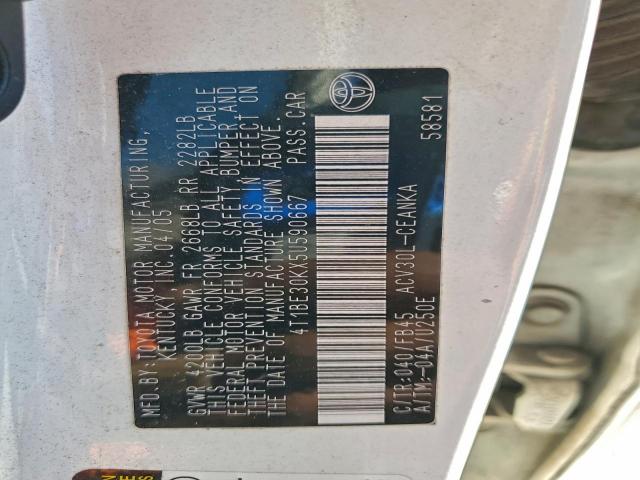 MFD.BY:TOYOTA MOTOR MANUFACTURING,
KENTUCKY INC. 04/05
GVWR 4200LB GAWR FR 2688LB RR 2282LB
THIS VEHICLE CONFORMS TO ALL APPLICABLE
FEDERAL MOTOR VEHICLE SAFETY, BUMPER, AND
THEFT PREVENTION STANDARDS IN EFFECT ON
THE DATE OF MANUFACTURE SHOWN ABOVE.
4T1BE30KX5U590667 PASS.CAR
C/TR:040/FB45 ACV30L-CEANKA
A/TM:-04A/U250E 58581